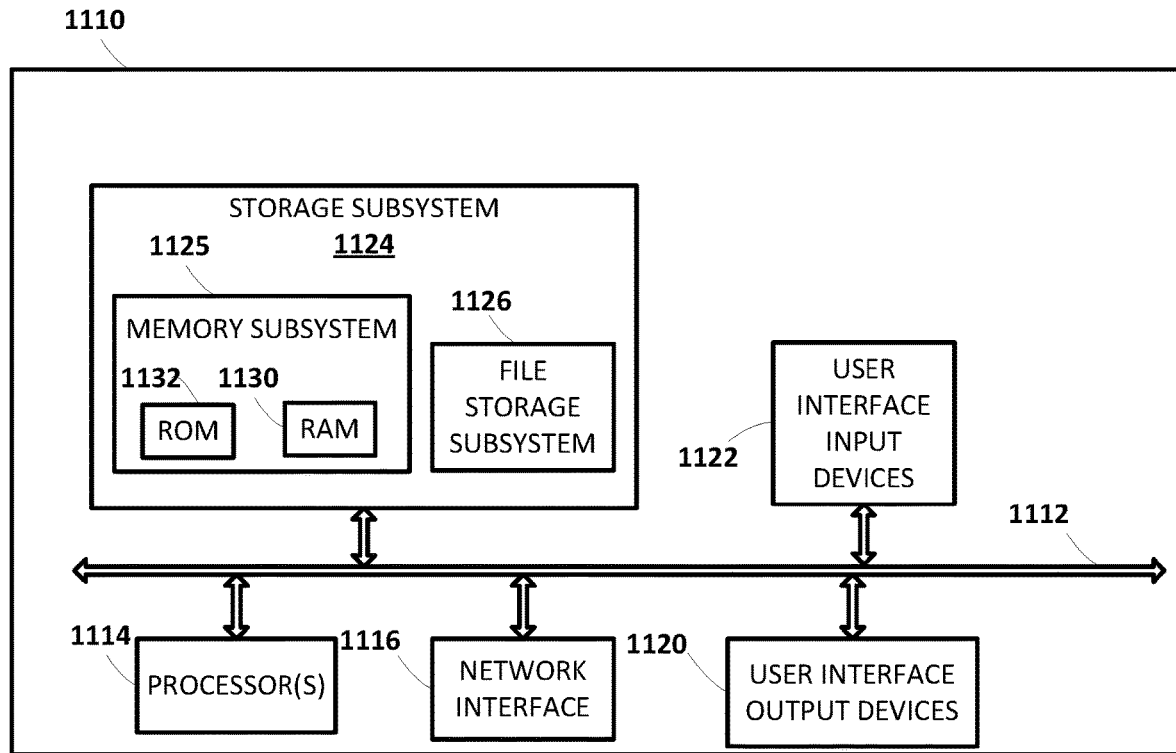 1110
STORAGE SUBSYSTEM
1124
1125
MEMORY SUBSYSTEM
1132
ROM
1130
RAM
1126
FILE
STORAGE
SUBSYSTEM
USER
INTERFACE
INPUT
DEVICES
1122
1112
1114
PROCESSOR(S)
1116
NETWORK
INTERFACE
1120
USER INTERFACE
OUTPUT DEVICES